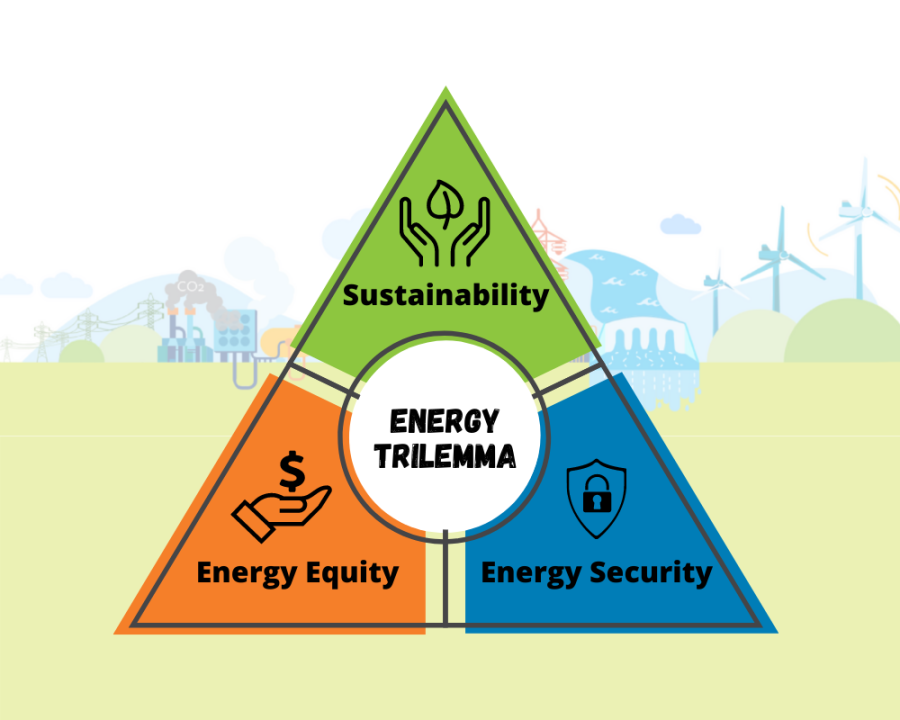 CO2
Sustainability
ENERGY
TRILEMMA
$
Energy Equity
Energy Security